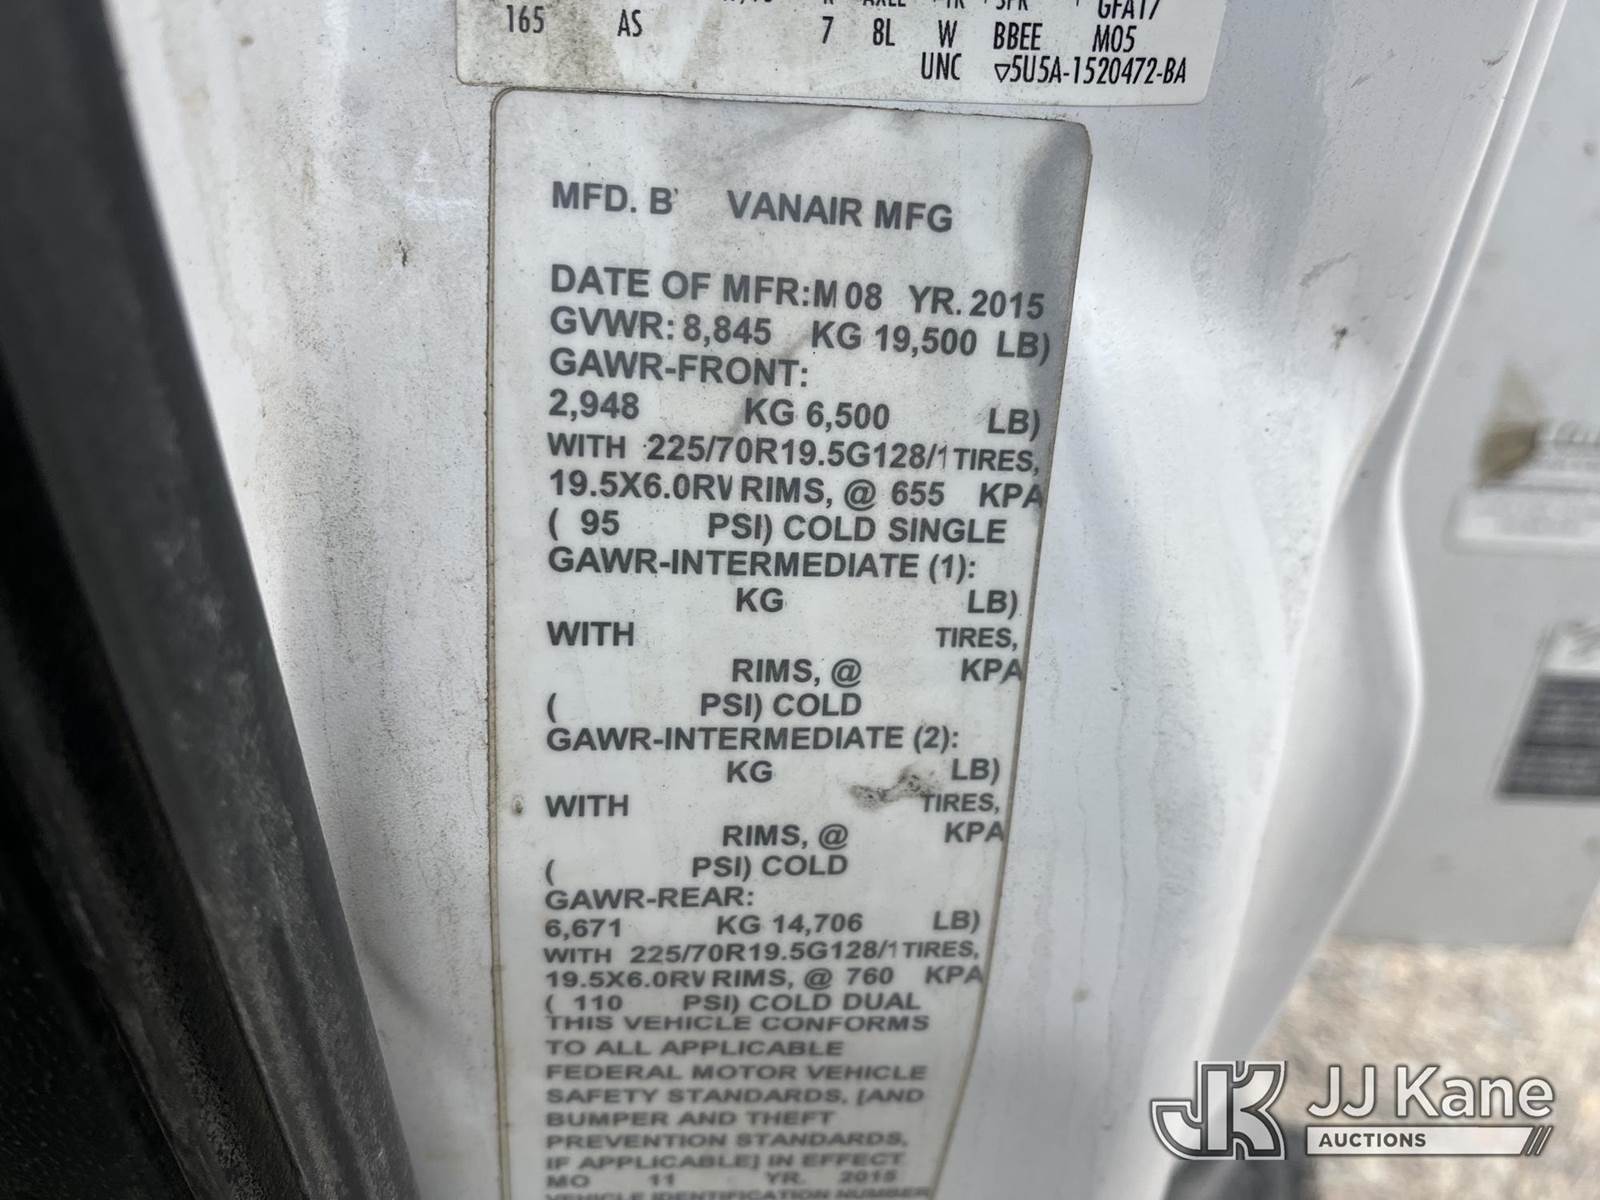 165 AS 7 8L W BBEE M05
UNC ▽5U5A-1520472-BA
MFD. B VANAIR MFG
DATE OF MFR:M 08 YR. 2015
GVWR: 8,845 KG 19,500 LB)
GAWR-FRONT:
2,948 KG 6,500 LB)
WITH 225/70R19.5G128/1 TIRES,
19.5X6.0RW RIMS, @ 655 KPA
( 95 PSI) COLD SINGLE
GAWR-INTERMEDIATE (1):
KG LB)
WITH TIRES,
RIMS, @ KPA
( PSI) COLD
GAWR-INTERMEDIATE (2):
KG LB)
WITH TIRES,
RIMS, @ KPA
( PSI) COLD
GAWR-REAR:
6,671 KG 14,706 LB)
WITH 225/70R19.5G128/1 TIRES,
19.5X6.0RW RIMS, @ 760 KPA
( 110 PSI) COLD DUAL
THIS VEHICLE CONFORMS
TO ALL APPLICABLE
FEDERAL MOTOR VEHICLE
SAFETY STANDARDS, [AND
BUMPER AND THEFT
PREVENTION STANDARDS,
IF APPLICABLE] IN EFFECT
MO 11 YR. 2015
VEHICLE IDENTIFICATION NUMBER
JK JJ Kane
AUCTIONS